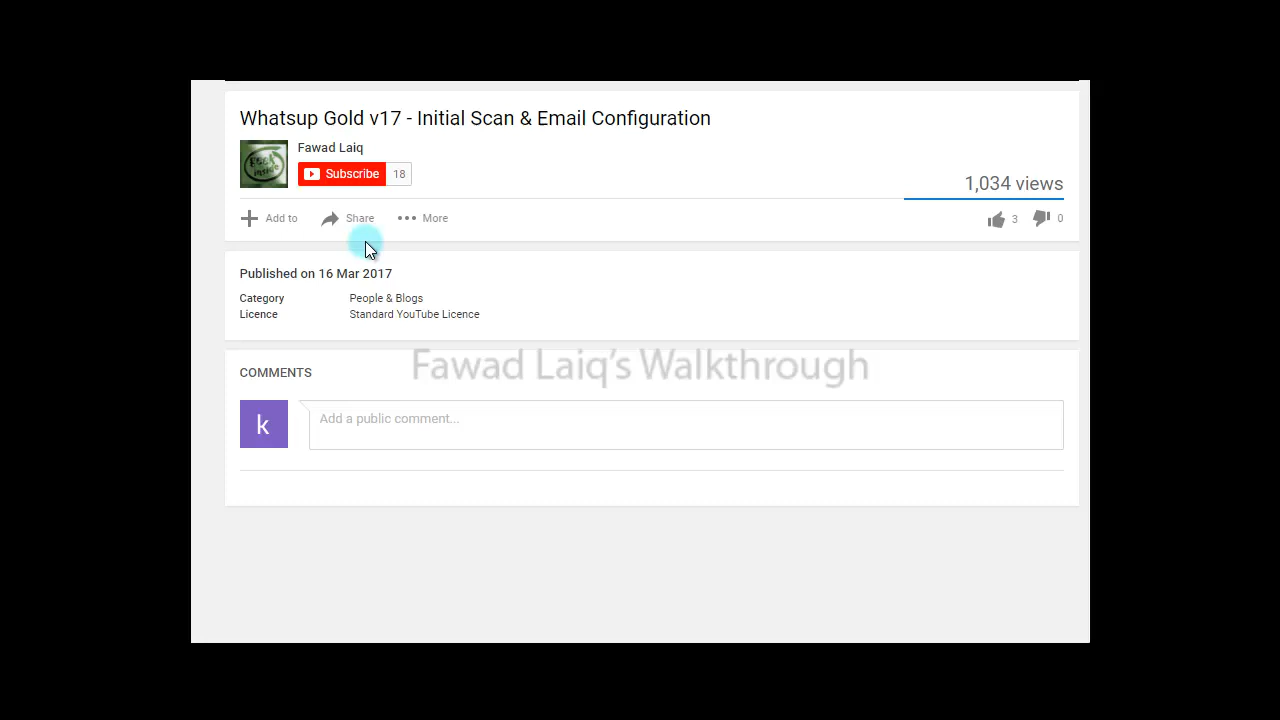 Whatsup Gold v17 - Initial Scan & Email Configuration
Fawad Laiq
Subscribe 18
1,034 views
Add to Share More 3 0
Published on 16 Mar 2017
Category People & Blogs
Licence Standard YouTube Licence
Fawad Laiq's Walkthrough
COMMENTS
k
Add a public comment...